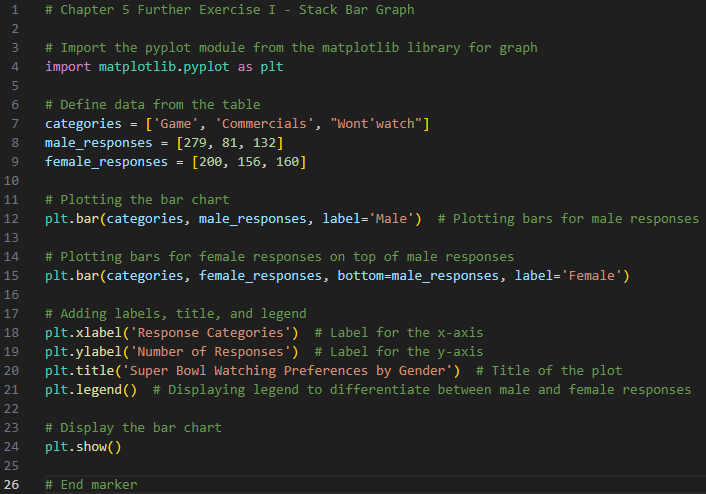 1 # Chapter 5 Further Exercise I - Stack Bar Graph
2
3 # Import the pyplot module from the matplotlib library for graph
4 import matplotlib.pyplot as plt
5
6 # Define data from the table
7 categories = ['Game', 'Commercials', "Wont'watch"]
8 male_responses = [279, 81, 132]
9 female_responses = [200, 156, 160]
10
11 # Plotting the bar chart
12 plt.bar(categories, male_responses, label='Male')  # Plotting bars for male responses
13
14 # Plotting bars for female responses on top of male responses
15 plt.bar(categories, female_responses, bottom=male_responses, label='Female')
16
17 # Adding labels, title, and legend
18 plt.xlabel('Response Categories')  # Label for the x-axis
19 plt.ylabel('Number of Responses')  # Label for the y-axis
20 plt.title('Super Bowl Watching Preferences by Gender')  # Title of the plot
21 plt.legend()  # Displaying legend to differentiate between male and female responses
22
23 # Display the bar chart
24 plt.show()
25
26 # End marker